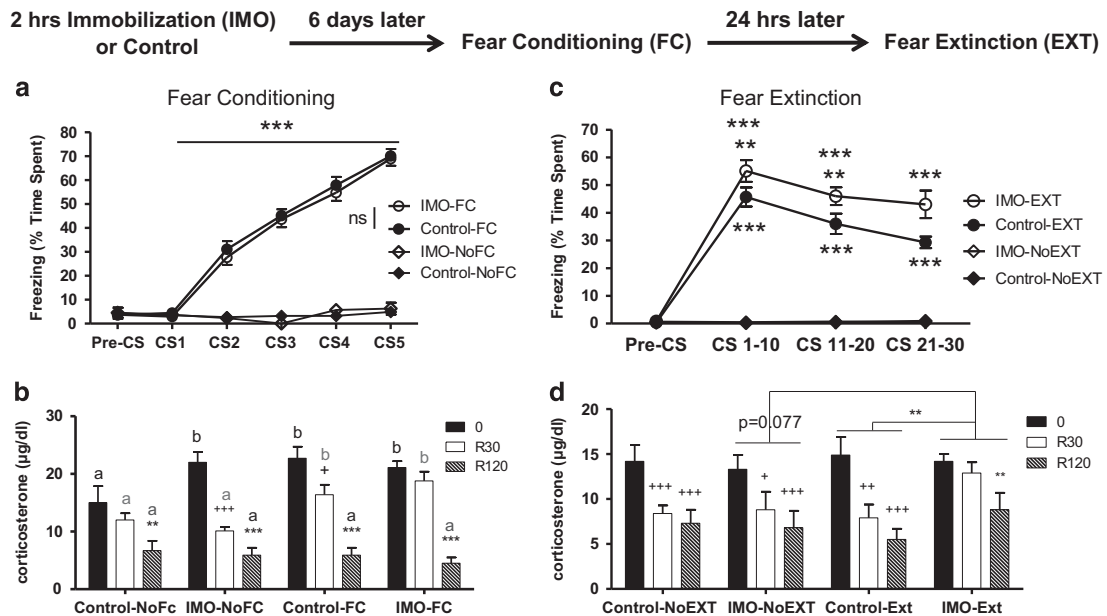 2 hrs Immobilization (IMO) or Control
6 days later
Fear Conditioning (FC)
24 hrs later
Fear Extinction (EXT)
a
Fear Conditioning
***
Freezing (% Time Spent)
80
70
60
50
40
30
20
10
0
Pre-CS CS1 CS2 CS3 CS4 CS5
ns
IMO-FC
Control-FC
IMO-NoFC
Control-NoFC
c
Fear Extinction
Freezing (% Time Spent)
70
60
50
40
30
20
10
0
*** *** ***
** **
*** *** ***
Pre-CS CS 1-10 CS 11-20 CS 21-30
IMO-EXT
Control-EXT
IMO-NoEXT
Control-NoEXT
b
corticosterone (µg/dl)
30
20
10
0
a a a **
b a +++ a ***
b b + a ***
b b a ***
0
R30
R120
Control-NoFc IMO-NoFC Control-FC IMO-FC
d
corticosterone (µg/dl)
20
15
10
5
0
p=0.077
**
+++ +++
+ +++
++ +++
**
0
R30
R120
Control-NoEXT IMO-NoEXT Control-Ext IMO-Ext